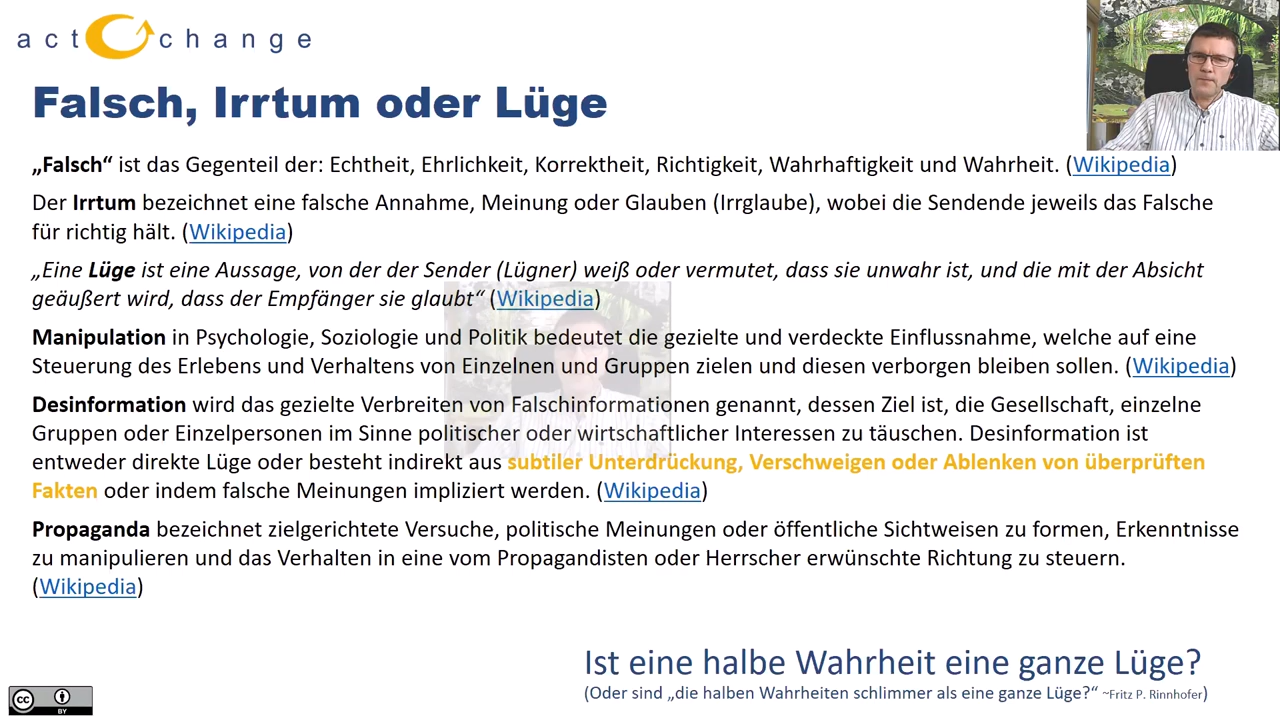 act change
Falsch, Irrtum oder Lüge
„Falsch“ ist das Gegenteil der: Echtheit, Ehrlichkeit, Korrektheit, Richtigkeit, Wahrhaftigkeit und Wahrheit. (Wikipedia)
Der Irrtum bezeichnet eine falsche Annahme, Meinung oder Glauben (Irrglaube), wobei die Sendende jeweils das Falsche
für richtig hält. (Wikipedia)
„Eine Lüge ist eine Aussage, von der der Sender (Lügner) weiß oder vermutet, dass sie unwahr ist, und die mit der Absicht
geäußert wird, dass der Empfänger sie glaubt“ (Wikipedia)
Manipulation in Psychologie, Soziologie und Politik bedeutet die gezielte und verdeckte Einflussnahme, welche auf eine
Steuerung des Erlebens und Verhaltens von Einzelnen und Gruppen zielen und diesen verborgen bleiben sollen. (Wikipedia)
Desinformation wird das gezielte Verbreiten von Falschinformationen genannt, dessen Ziel ist, die Gesellschaft, einzelne
Gruppen oder Einzelpersonen im Sinne politischer oder wirtschaftlicher Interessen zu täuschen. Desinformation ist
entweder direkte Lüge oder besteht indirekt aus subtiler Unterdrückung, Verschweigen oder Ablenken von überprüften
Fakten oder indem falsche Meinungen impliziert werden. (Wikipedia)
Propaganda bezeichnet zielgerichtete Versuche, politische Meinungen oder öffentliche Sichtweisen zu formen, Erkenntnisse
zu manipulieren und das Verhalten in eine vom Propagandisten oder Herrscher erwünschte Richtung zu steuern.
(Wikipedia)
Ist eine halbe Wahrheit eine ganze Lüge?
(Oder sind „die halben Wahrheiten schlimmer als eine ganze Lüge?“ ~Fritz P. Rinnhofer)
cc
BY